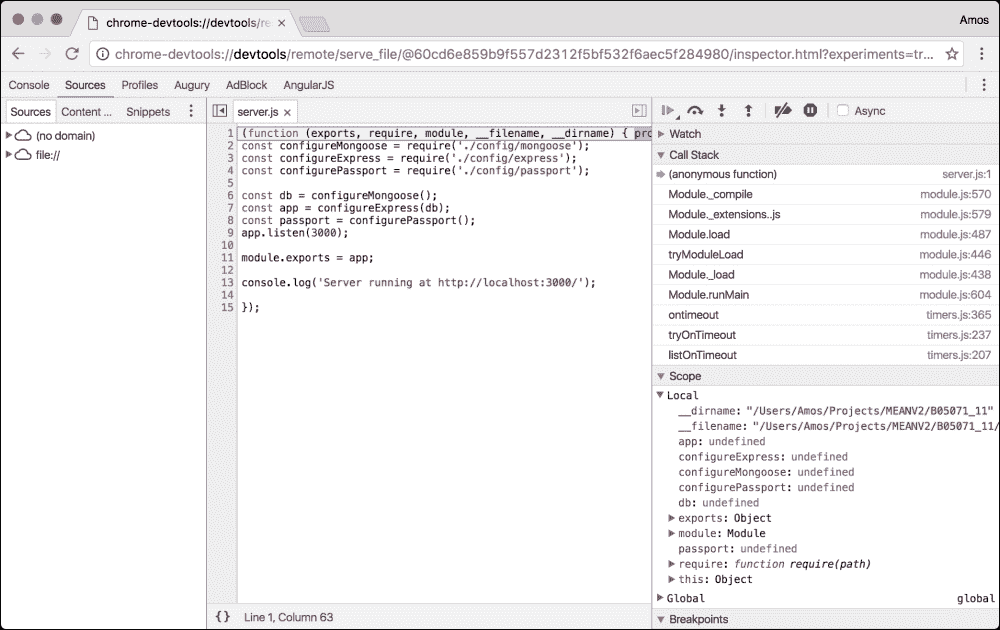 chrome-devtools://devtools/re
Amos
chrome-devtools://devtools/remote/serve_file/@60cd6e859b9f557d2312f5bf532f6aec5f284980/inspector.html?experiments=tr...
Console Sources Profiles Augury AdBlock AngularJS
Sources Content ... Snippets
(no domain)
file://
server.js
1 (function (exports, require, module, __filename, __dirname) { pro
2 const configureMongoose = require('./config/mongoose');
3 const configureExpress = require('./config/express');
4 const configurePassport = require('./config/passport');
5
6 const db = configureMongoose();
7 const app = configureExpress(db);
8 const passport = configurePassport();
9 app.listen(3000);
10
11 module.exports = app;
12
13 console.log('Server running at http://localhost:3000/');
14
15 });
{} Line 1, Column 63
Async
Watch
Call Stack
(anonymous function) server.js:1
Module._compile module.js:570
Module._extensions..js module.js:579
Module.load module.js:487
tryModuleLoad module.js:446
Module._load module.js:438
Module.runMain module.js:604
ontimeout timers.js:365
tryOnTimeout timers.js:237
listOnTimeout timers.js:207
Scope
Local
__dirname: "/Users/Amos/Projects/MEANV2/B05071_11"
__filename: "/Users/Amos/Projects/MEANV2/B05071_11/
app: undefined
configureExpress: undefined
configureMongoose: undefined
configurePassport: undefined
db: undefined
exports: Object
module: Module
passport: undefined
require: function require(path)
this: Object
Global global
Breakpoints